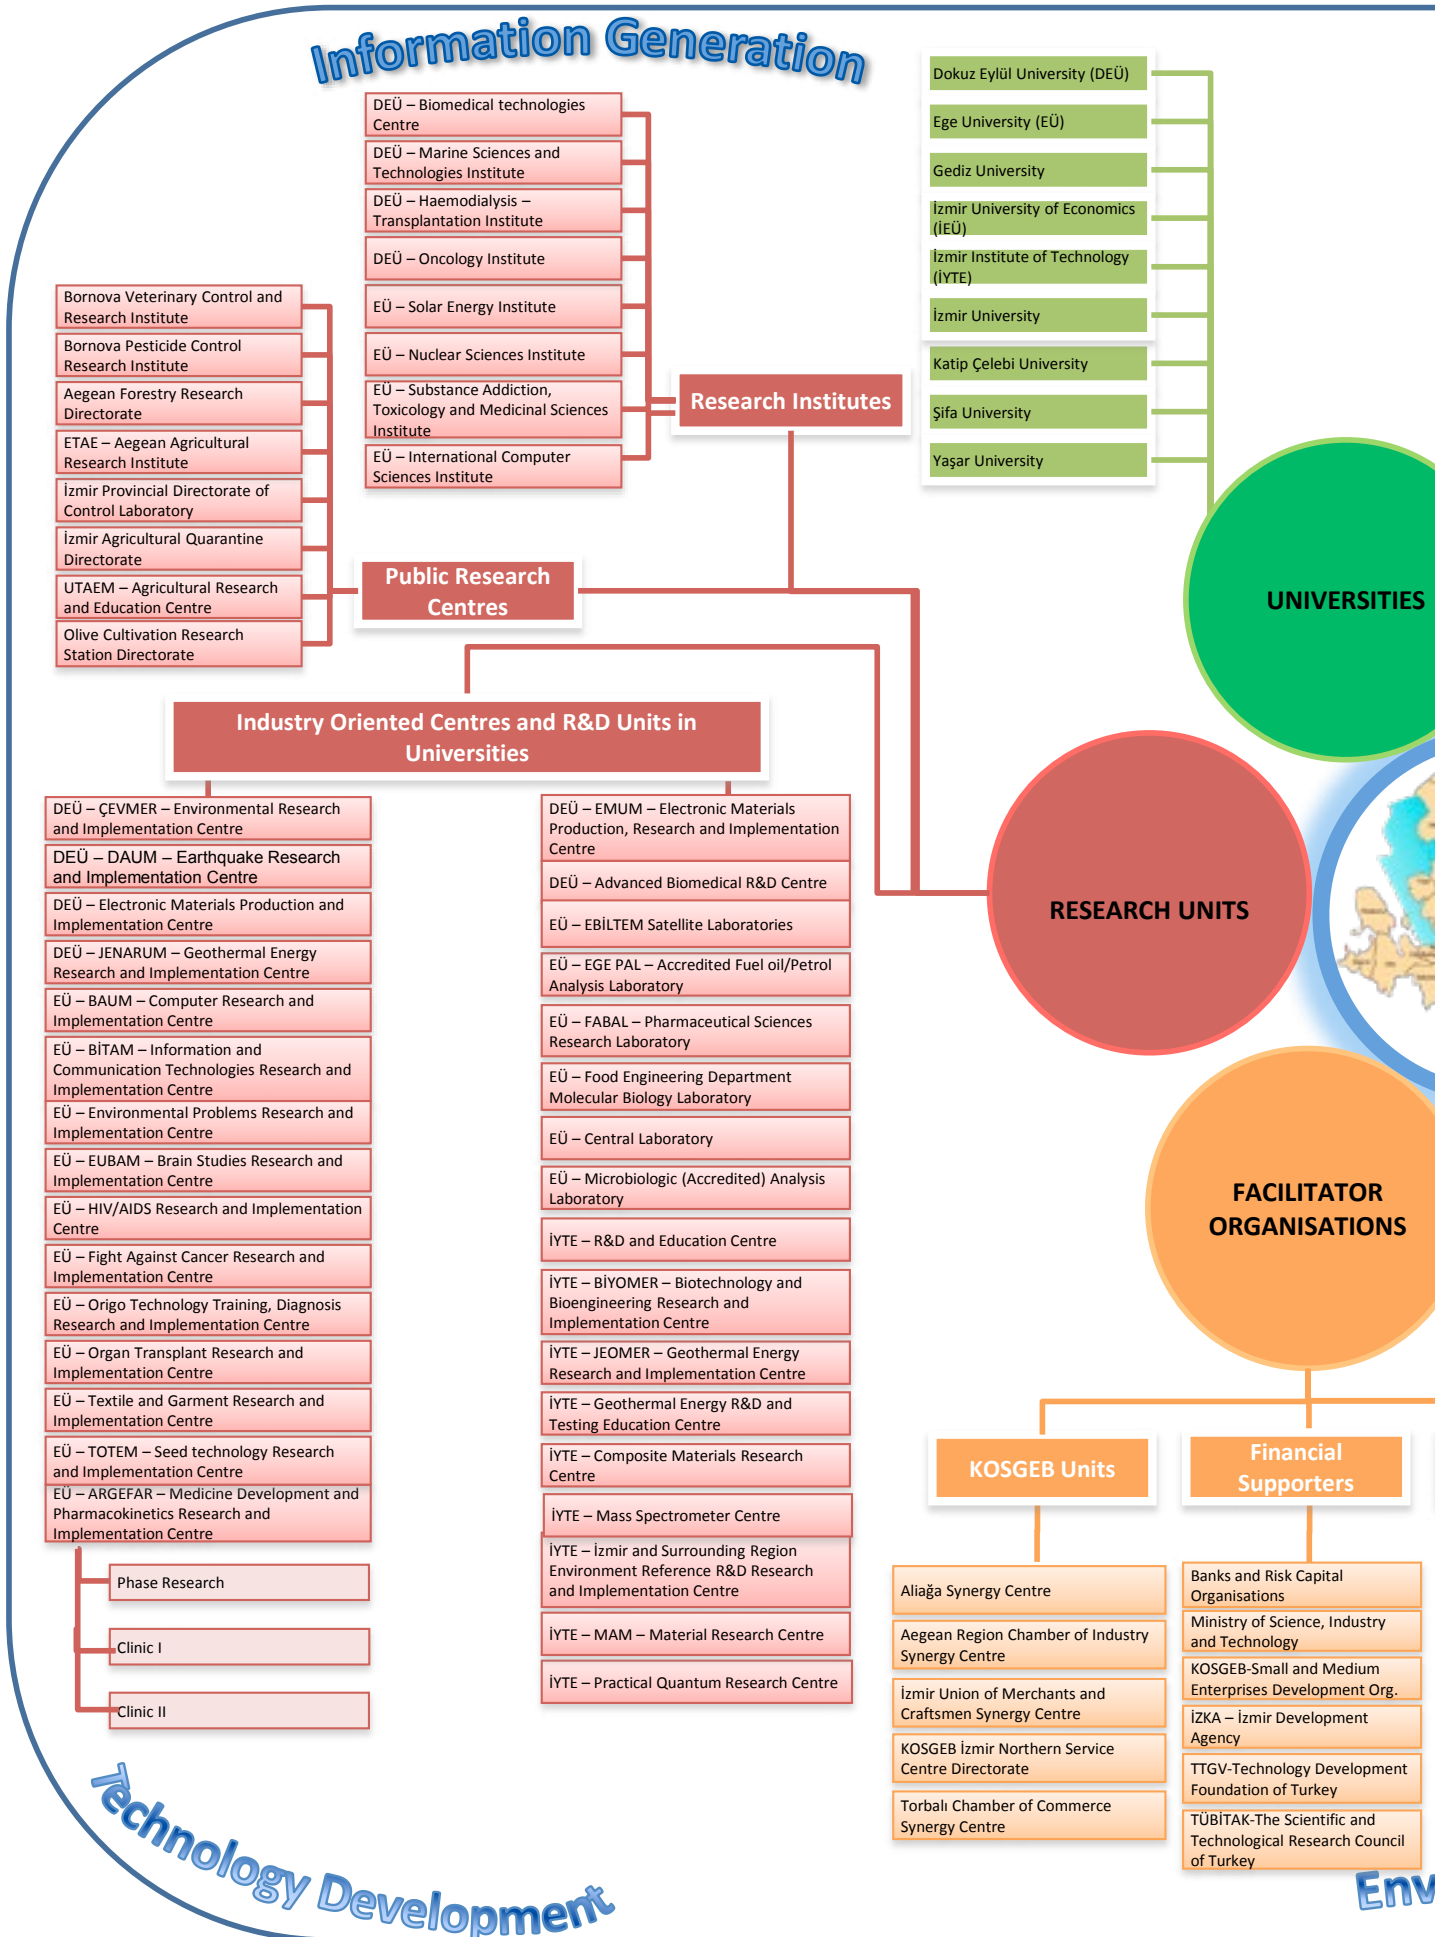 Information Generation
DEÜ – Biomedical technologies
Centre
DEÜ – Marine Sciences and
Technologies Institute
DEÜ – Haemodialysis –
Transplantation Institute
DEÜ – Oncology Institute
EÜ – Solar Energy Institute
EÜ – Nuclear Sciences Institute
EÜ – Substance Addiction,
Toxicology and Medicinal Sciences
Institute
EÜ – International Computer
Sciences Institute
Research Institutes
Dokuz Eylül University (DEÜ)
Ege University (EÜ)
Gediz University
İzmir University of Economics
(İEÜ)
İzmir Institute of Technology
(İYTE)
İzmir University
Katip Çelebi University
Şifa University
Yaşar University
UNIVERSITIES
Bornova Veterinary Control and
Research Institute
Bornova Pesticide Control
Research Institute
Aegean Forestry Research
Directorate
ETAE – Aegean Agricultural
Research Institute
İzmir Provincial Directorate of
Control Laboratory
İzmir Agricultural Quarantine
Directorate
UTAEM – Agricultural Research
and Education Centre
Olive Cultivation Research
Station Directorate
Public Research
Centres
Industry Oriented Centres and R&D Units in
Universities
DEÜ – ÇEVMER – Environmental Research
and Implementation Centre
DEÜ – DAUM – Earthquake Research
and Implementation Centre
DEÜ – Electronic Materials Production and
Implementation Centre
DEÜ – JENARUM – Geothermal Energy
Research and Implementation Centre
EÜ – BAUM – Computer Research and
Implementation Centre
EÜ – BİTAM – Information and
Communication Technologies Research and
Implementation Centre
EÜ – Environmental Problems Research and
Implementation Centre
EÜ – EUBAM – Brain Studies Research and
Implementation Centre
EÜ – HIV/AIDS Research and Implementation
Centre
EÜ – Fight Against Cancer Research and
Implementation Centre
EÜ – Origo Technology Training, Diagnosis
Research and Implementation Centre
EÜ – Organ Transplant Research and
Implementation Centre
EÜ – Textile and Garment Research and
Implementation Centre
EÜ – TOTEM – Seed technology Research
and Implementation Centre
EÜ – ARGEFAR – Medicine Development and
Pharmacokinetics Research and
Implementation Centre
Phase Research
Clinic I
Clinic II
DEÜ – EMUM – Electronic Materials
Production, Research and Implementation
Centre
DEÜ – Advanced Biomedical R&D Centre
EÜ – EBİLTEM Satellite Laboratories
EÜ – EGE PAL – Accredited Fuel oil/Petrol
Analysis Laboratory
EÜ – FABAL – Pharmaceutical Sciences
Research Laboratory
EÜ – Food Engineering Department
Molecular Biology Laboratory
EÜ – Central Laboratory
EÜ – Microbiologic (Accredited) Analysis
Laboratory
İYTE – R&D and Education Centre
İYTE – BİYOMER – Biotechnology and
Bioengineering Research and
Implementation Centre
İYTE – JEOMER – Geothermal Energy
Research and Implementation Centre
İYTE – Geothermal Energy R&D and
Testing Education Centre
İYTE – Composite Materials Research
Centre
İYTE – Mass Spectrometer Centre
İYTE – İzmir and Surrounding Region
Environment Reference R&D Research
and Implementation Centre
İYTE – MAM – Material Research Centre
İYTE – Practical Quantum Research Centre
RESEARCH UNITS
FACILITATOR
ORGANISATIONS
KOSGEB Units
Aliağa Synergy Centre
Aegean Region Chamber of Industry
Synergy Centre
İzmir Union of Merchants and
Craftsmen Synergy Centre
KOSGEB İzmir Northern Service
Centre Directorate
Torbalı Chamber of Commerce
Synergy Centre
Financial
Supporters
Banks and Risk Capital
Organisations
Ministry of Science, Industry
and Technology
KOSGEB-Small and Medium
Enterprises Development Org.
İZKA – İzmir Development
Agency
TTGV-Technology Development
Foundation of Turkey
TÜBİTAK-The Scientific and
Technological Research Council
of Turkey
Technology Development
Env